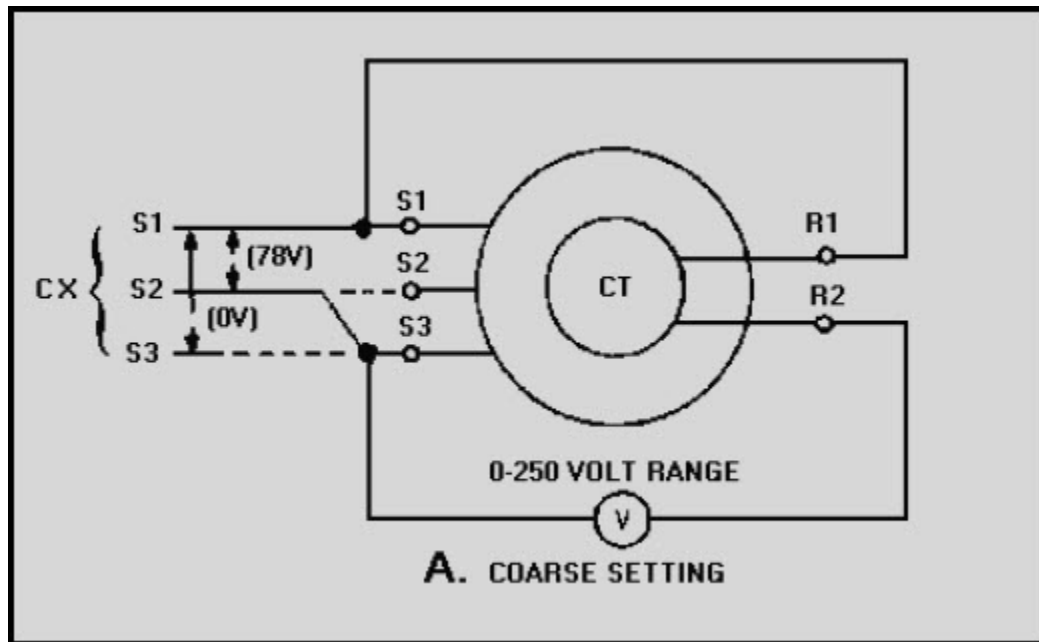 S1
S1
(78V)
R1
CX
S2
S2
CT
(0V)
R2
S3
S3
0-250 VOLT RANGE
V
A. COARSE SETTING